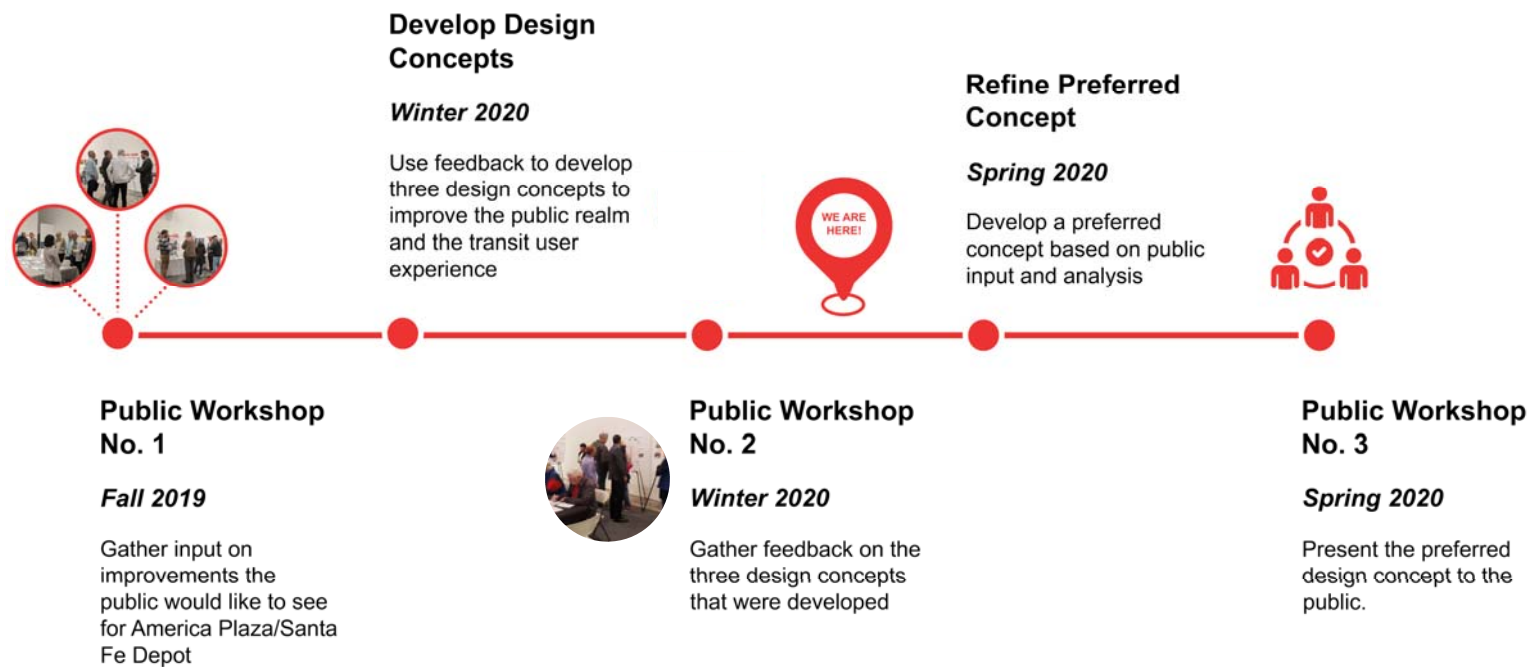 Develop Design
Concepts
Winter 2020
Use feedback to develop
three design concepts to
improve the public realm
and the transit user
experience
Refine Preferred
Concept
Spring 2020
Develop a preferred
concept based on public
input and analysis
WE ARE
HERE!
Public Workshop
No. 1
Fall 2019
Gather input on
improvements the
public would like to see
for America Plaza/Santa
Fe Depot
Public Workshop
No. 2
Winter 2020
Gather feedback on the
three design concepts
that were developed
Public Workshop
No. 3
Spring 2020
Present the preferred
design concept to the
public.